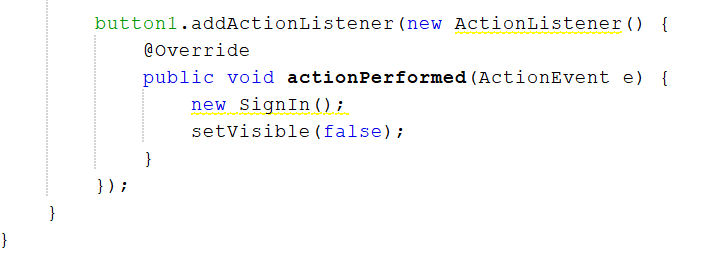 button1.addActionListener(new ActionListener() {
@Override
public void actionPerformed(ActionEvent e) {
new SignIn();
setVisible(false);
}
});
}
}